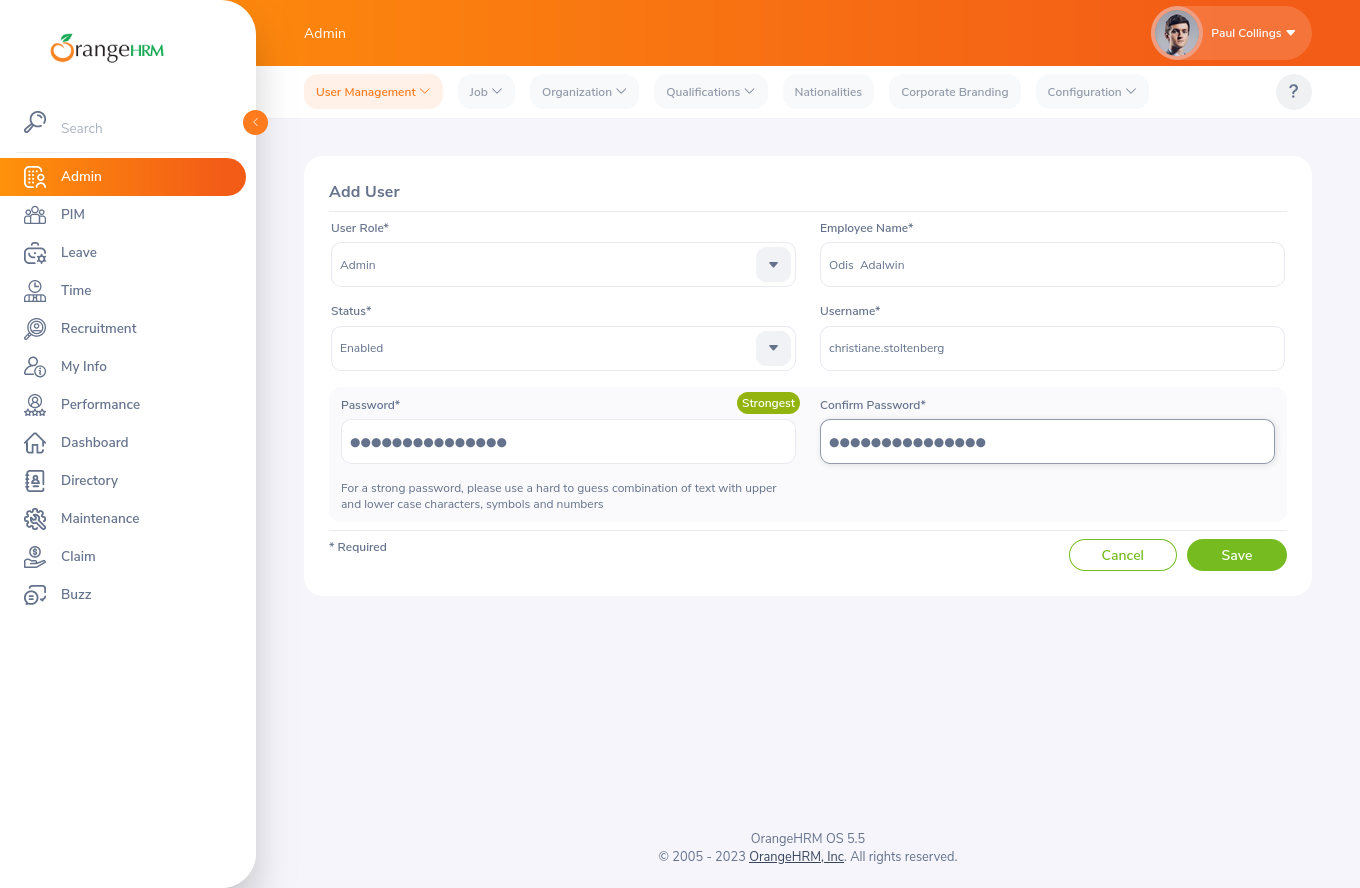 OrangeHRM
Search
Admin
PIM
Leave
Time
Recruitment
My Info
Performance
Dashboard
Directory
Maintenance
Claim
Buzz
Admin
Paul Collings
User Management
Job
Organization
Qualifications
Nationalities
Corporate Branding
Configuration
?
Add User
User Role*
Admin
Employee Name*
Odis  Adalwin
Status*
Enabled
Username*
christiane.stoltenberg
Password*
Strongest
●●●●●●●●●●●●●●●
Confirm Password*
●●●●●●●●●●●●●●●
For a strong password, please use a hard to guess combination of text with upper
and lower case characters, symbols and numbers
* Required
Cancel
Save
OrangeHRM OS 5.5
© 2005 - 2023 OrangeHRM, Inc. All rights reserved.